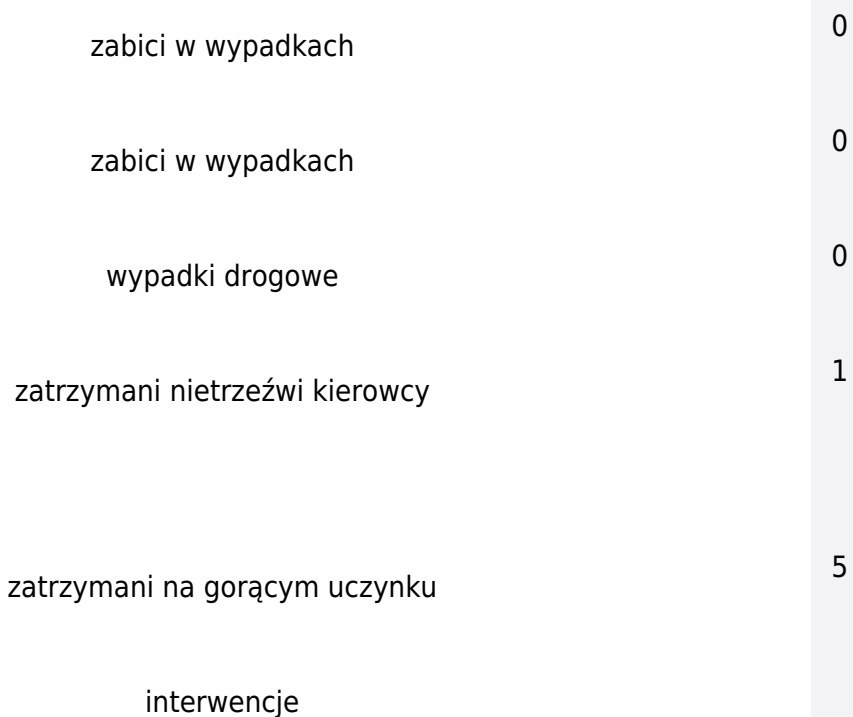 zabici w wypadkach 0
zabici w wypadkach 0
wypadki drogowe 0
zatrzymani nietrzeźwi kierowcy 1
zatrzymani na gorącym uczynku 5
interwencje